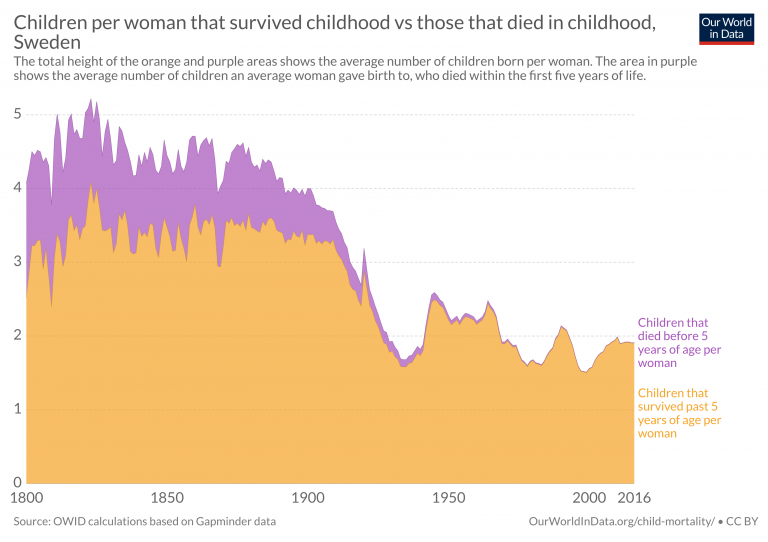 Children per woman that survived childhood vs those that died in childhood,
Sweden
Our World
in Data
The total height of the orange and purple areas shows the average number of children born per woman. The area in purple
shows the average number of children an average woman gave birth to, who died within the first five years of life.
5
4
3
2
1
0
Children that
died before 5
years of age per
woman
Children that
survived past 5
years of age per
woman
1800 1850 1900 1950 2000 2016
Source: OWID calculations based on Gapminder data
OurWorldInData.org/child-mortality/ • CC BY